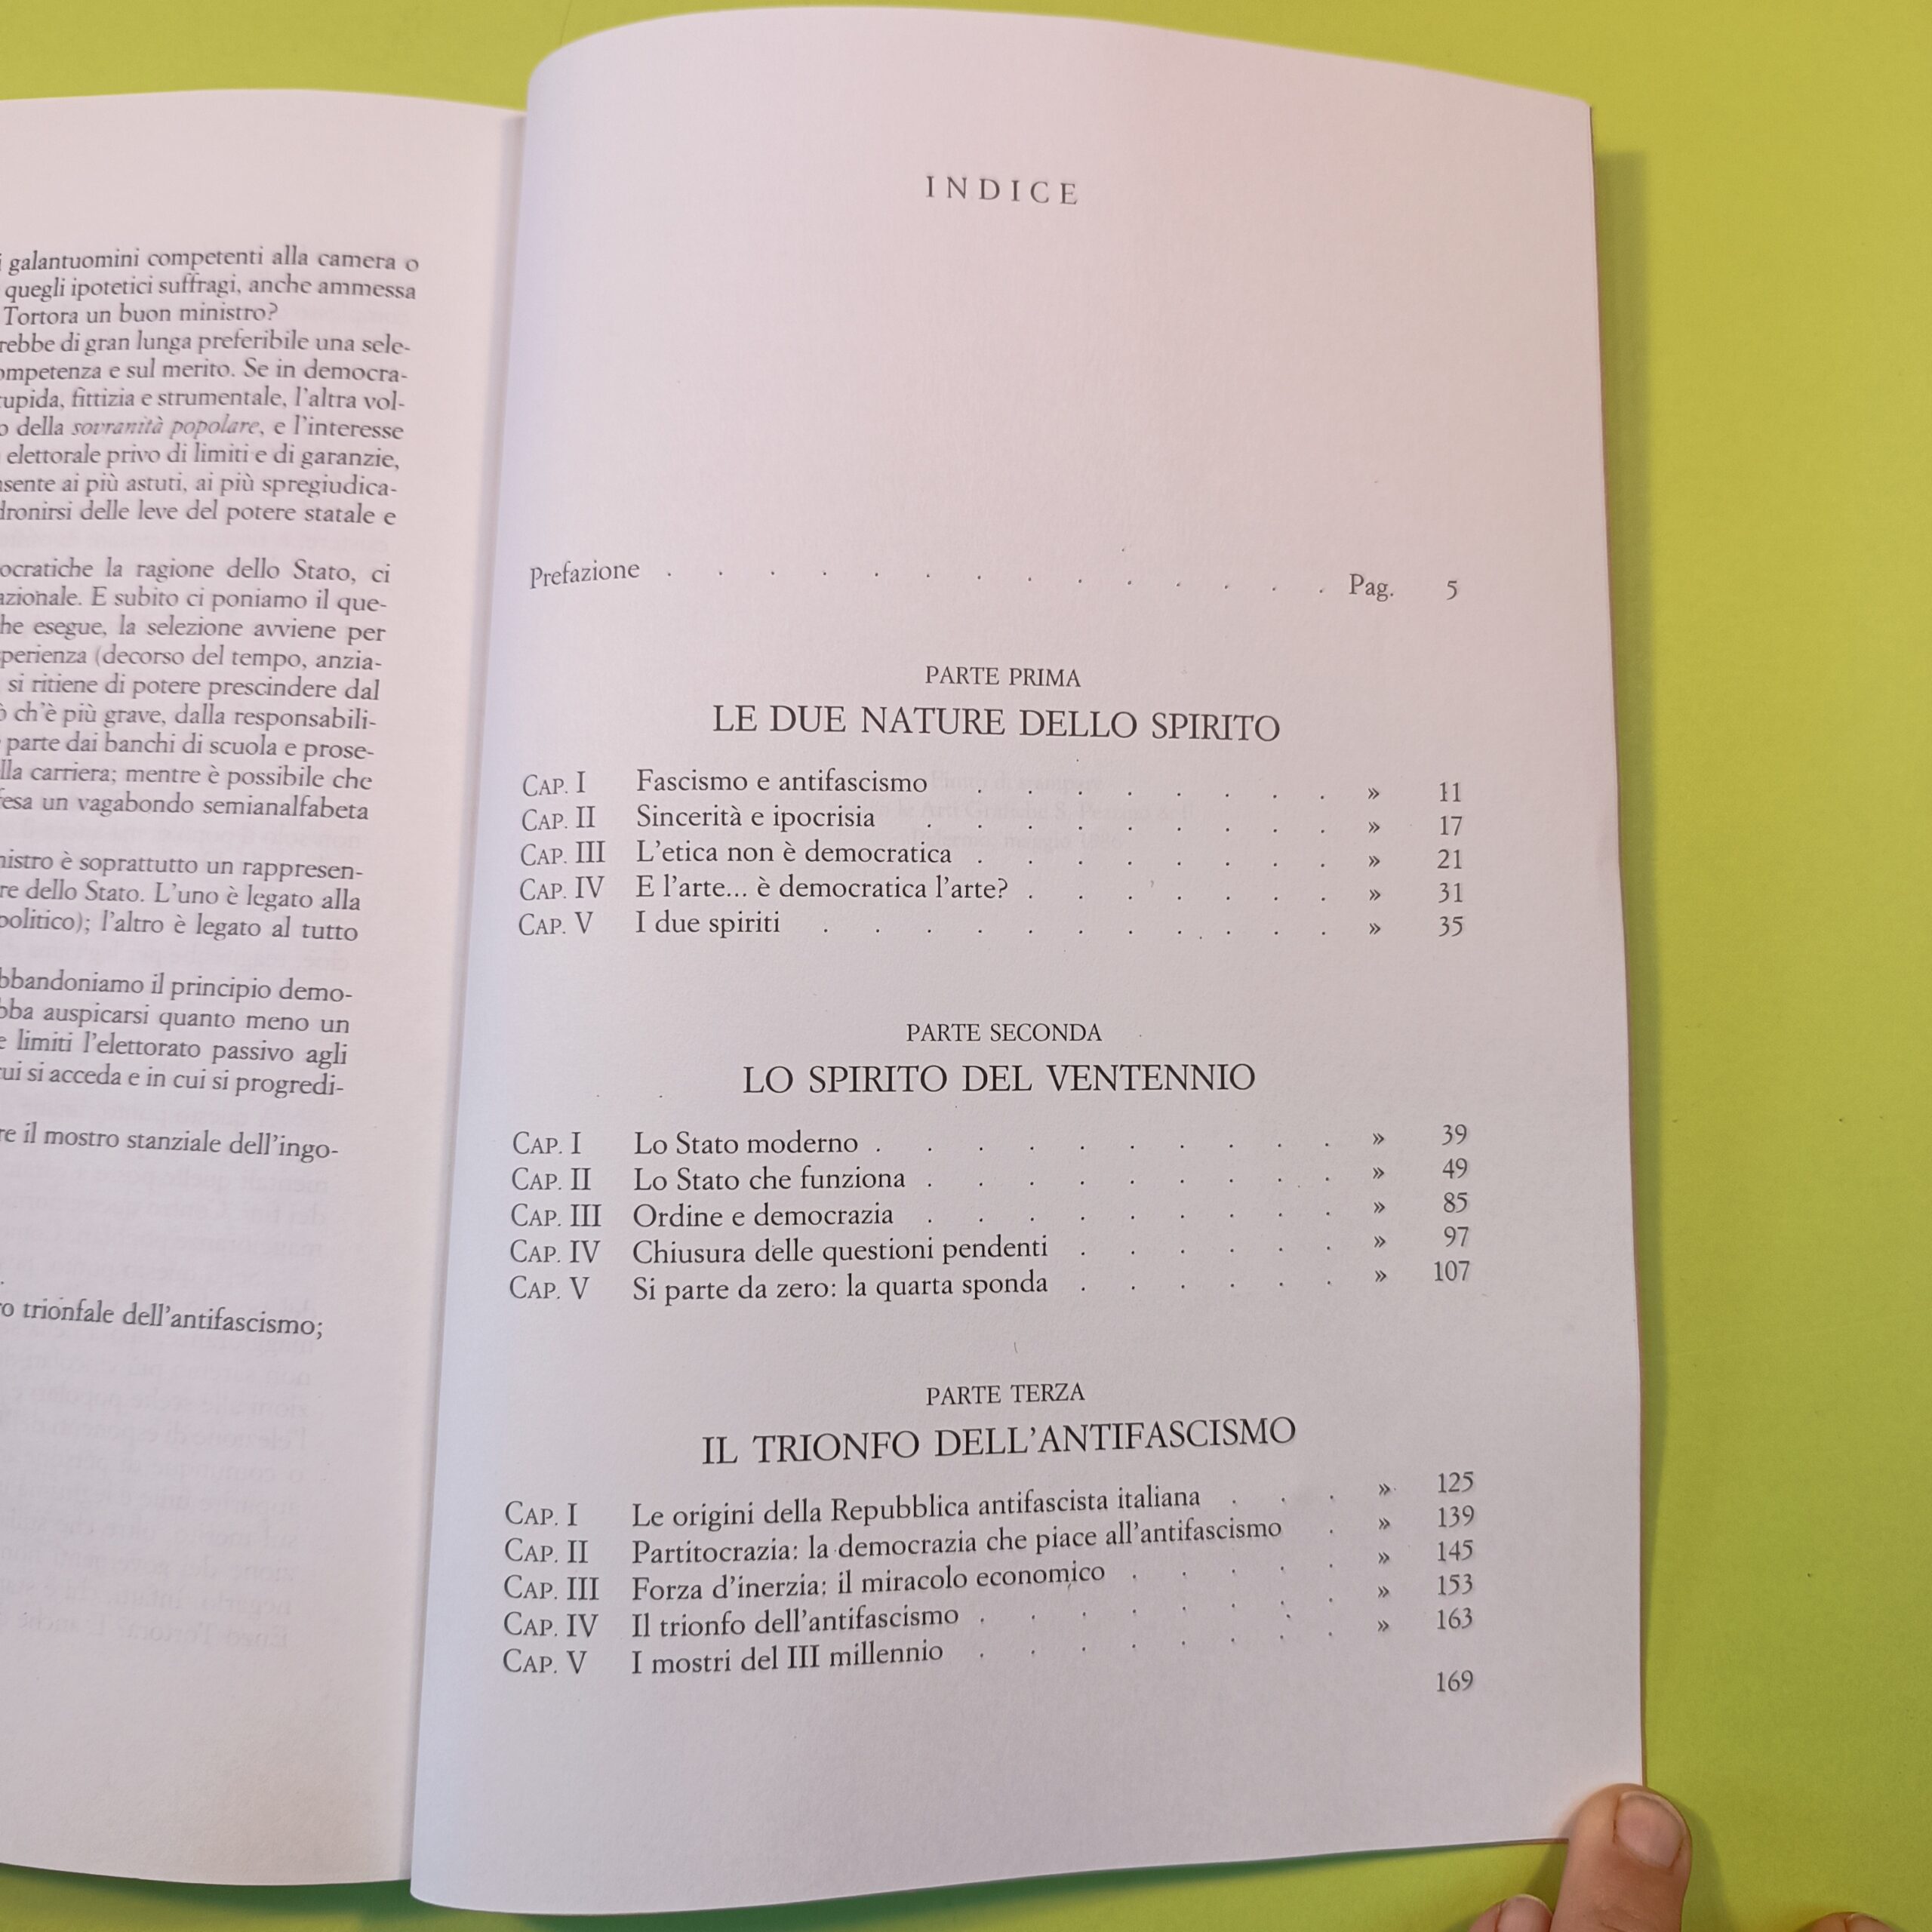 i galantuomini competenti alla camera o
quegli ipotetici suffragi, anche ammessa
Tortora un buon ministro?
rebbe di gran lunga preferibile una sele-
ompetenza e sul merito. Se in democra-
tupida, fittizia e strumentale, l'altra vol-
o della sovranità popolare, e l'interesse
elettorale privo di limiti e di garanzie,
nsente ai più astuti, ai più spregiudica-
dronirsi delle leve del potere statale e
ocratiche la ragione dello Stato, ci
azionale. E subito ci poniamo il que-
he esegue, la selezione avviene per
perienza (decorso del tempo, anzia-
si ritiene di potere prescindere dal
ò ch'è più grave, dalla responsabili-
parte dai banchi di scuola e prose-
lla carriera; mentre è possibile che
fesa un vagabondo semianalfabeta
nistro è soprattutto un rappresen-
re dello Stato. L'uno è legato alla
politico); l'altro è legato al tutto
bbandoniamo il principio demo-
bba auspicarsi quanto meno un
e limiti l'elettorato passivo agli
cui si acceda e in cui si progredi-
re il mostro stanziale dell'ingo-
o trionfale dell'antifascismo;
INDICE
Prefazione . . . . . . . . . . . . . . Pag. 5
PARTE PRIMA
LE DUE NATURE DELLO SPIRITO
CAP. I Fascismo e antifascismo . . . . . . . . » 11
CAP. II Sincerità e ipocrisia . . . . . . . . . » 17
CAP. III L'etica non è democratica . . . . . . . . » 21
CAP. IV E l'arte... è democratica l'arte? . . . . . . . » 31
CAP. V I due spiriti . . . . . . . . . . . » 35
PARTE SECONDA
LO SPIRITO DEL VENTENNIO
CAP. I Lo Stato moderno . . . . . . . . . . » 39
CAP. II Lo Stato che funziona . . . . . . . . . » 49
CAP. III Ordine e democrazia . . . . . . . . . » 85
CAP. IV Chiusura delle questioni pendenti . . . . . . » 97
CAP. V Si parte da zero: la quarta sponda . . . . . . » 107
PARTE TERZA
IL TRIONFO DELL'ANTIFASCISMO
CAP. I Le origini della Repubblica antifascista italiana . . . » 125
CAP. II Partitocrazia: la democrazia che piace all'antifascismo . » 139
CAP. III Forza d'inerzia: il miracolo economico . . . . . » 145
CAP. IV Il trionfo dell'antifascismo . . . . . . . . » 153
CAP. V I mostri del III millennio . . . . . . . . » 163
169